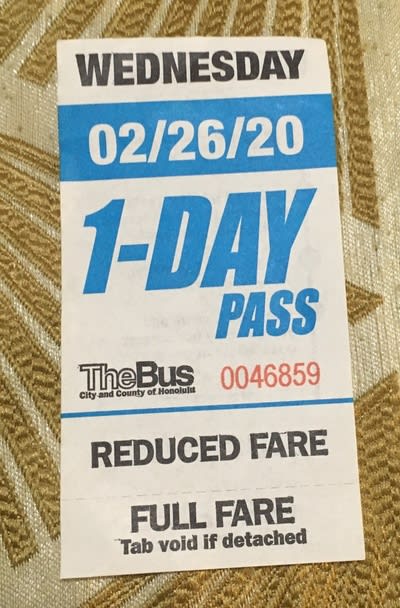 WEDNESDAY
02/26/20
1-DAY
PASS
TheBus 0046859
City and County of Honolulu
REDUCED FARE
FULL FARE
Tab void if detached